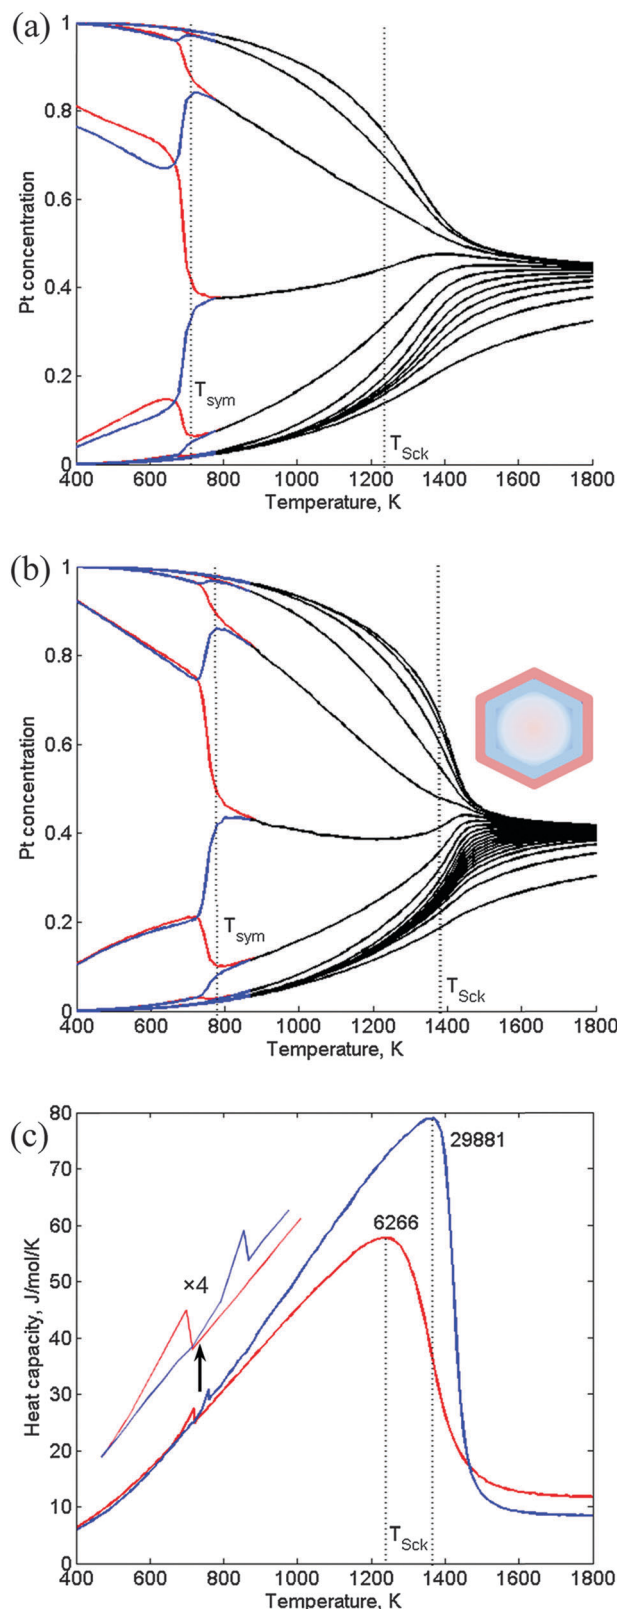 (a)
1
0.8
0.6
0.4
0.2
0
Pt concentration
T_sym
T_Sck
400 600 800 1000 1200 1400 1600 1800
Temperature, K
(b)
1
0.8
0.6
0.4
0.2
0
Pt concentration
T_sym
T_Sck
400 600 800 1000 1200 1400 1600 1800
Temperature, K
(c)
80
70
60
50
40
30
20
10
0
Heat capacity, J/mol/K
29881
6266
×4
T_Sck
400 600 800 1000 1200 1400 1600 1800
Temperature, K